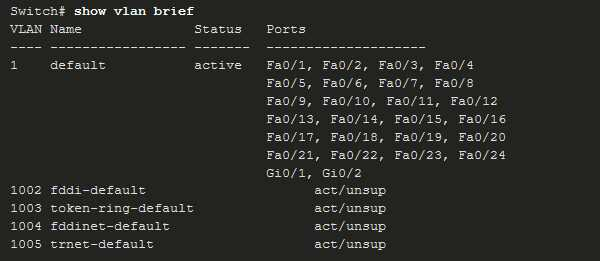 Switch# show vlan brief
VLAN Name              Status   Ports
---- ----------------- -------  --------------------
1    default           active   Fa0/1, Fa0/2, Fa0/3, Fa0/4
                                Fa0/5, Fa0/6, Fa0/7, Fa0/8
                                Fa0/9, Fa0/10, Fa0/11, Fa0/12
                                Fa0/13, Fa0/14, Fa0/15, Fa0/16
                                Fa0/17, Fa0/18, Fa0/19, Fa0/20
                                Fa0/21, Fa0/22, Fa0/23, Fa0/24
                                Gi0/1, Gi0/2
1002 fddi-default                    act/unsup
1003 token-ring-default              act/unsup
1004 fddinet-default                 act/unsup
1005 trnet-default                   act/unsup